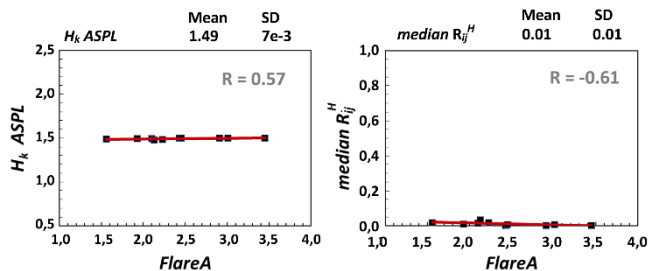 Mean SD
H_k ASPL 1.49 7e-3
R = 0.57
2,5
2,0
1,5
1,0
0,5
H_k ASPL
1,0 1,5 2,0 2,5 3,0 3,5 4,0
FlareA
Mean SD
median R_ij^H 0.01 0.01
R = -0.61
1,0
0,8
0,6
0,4
0,2
0,0
median R_ij^H
1,0 1,5 2,0 2,5 3,0 3,5 4,0
FlareA